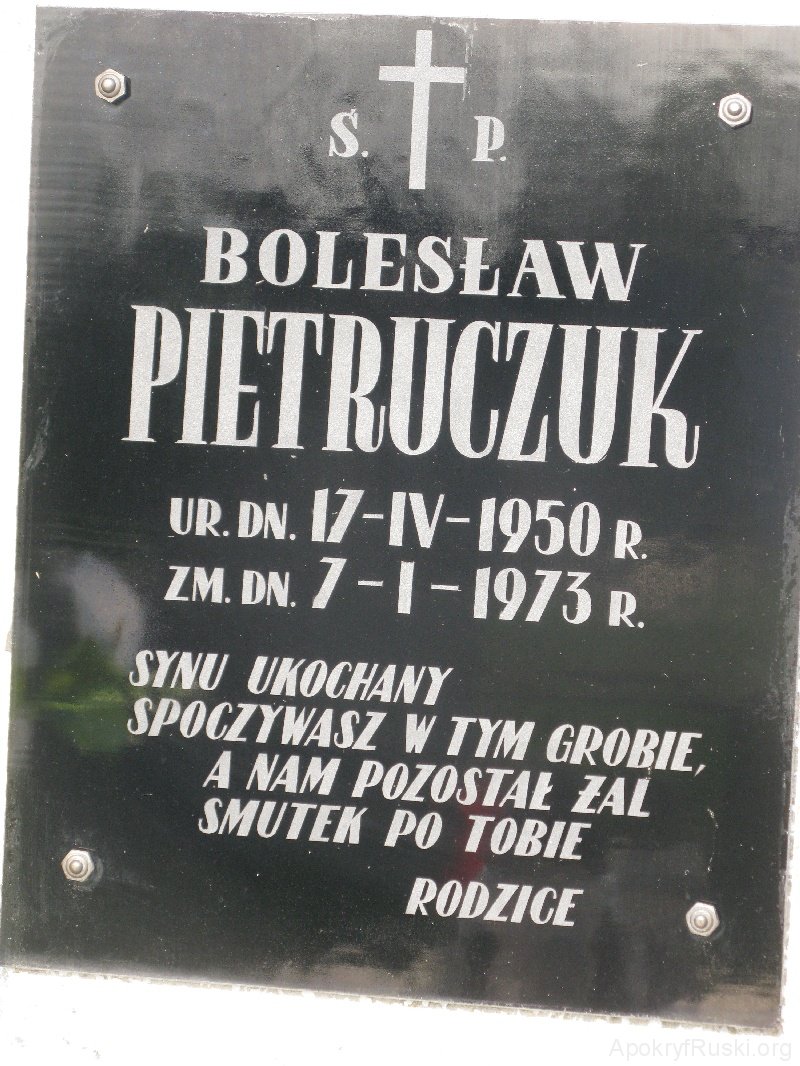 Ś. P.
BOLESŁAW
PIETRUCZUK
UR. DN. 17-IV-1950 R.
ZM. DN. 7-I-1973 R.
SYNU UKOCHANY
SPOCZYWASZ W TYM GROBIE,
A NAM POZOSTAŁ ŻAL
SMUTEK PO TOBIE
RODZICE
ApokryfRuski.org